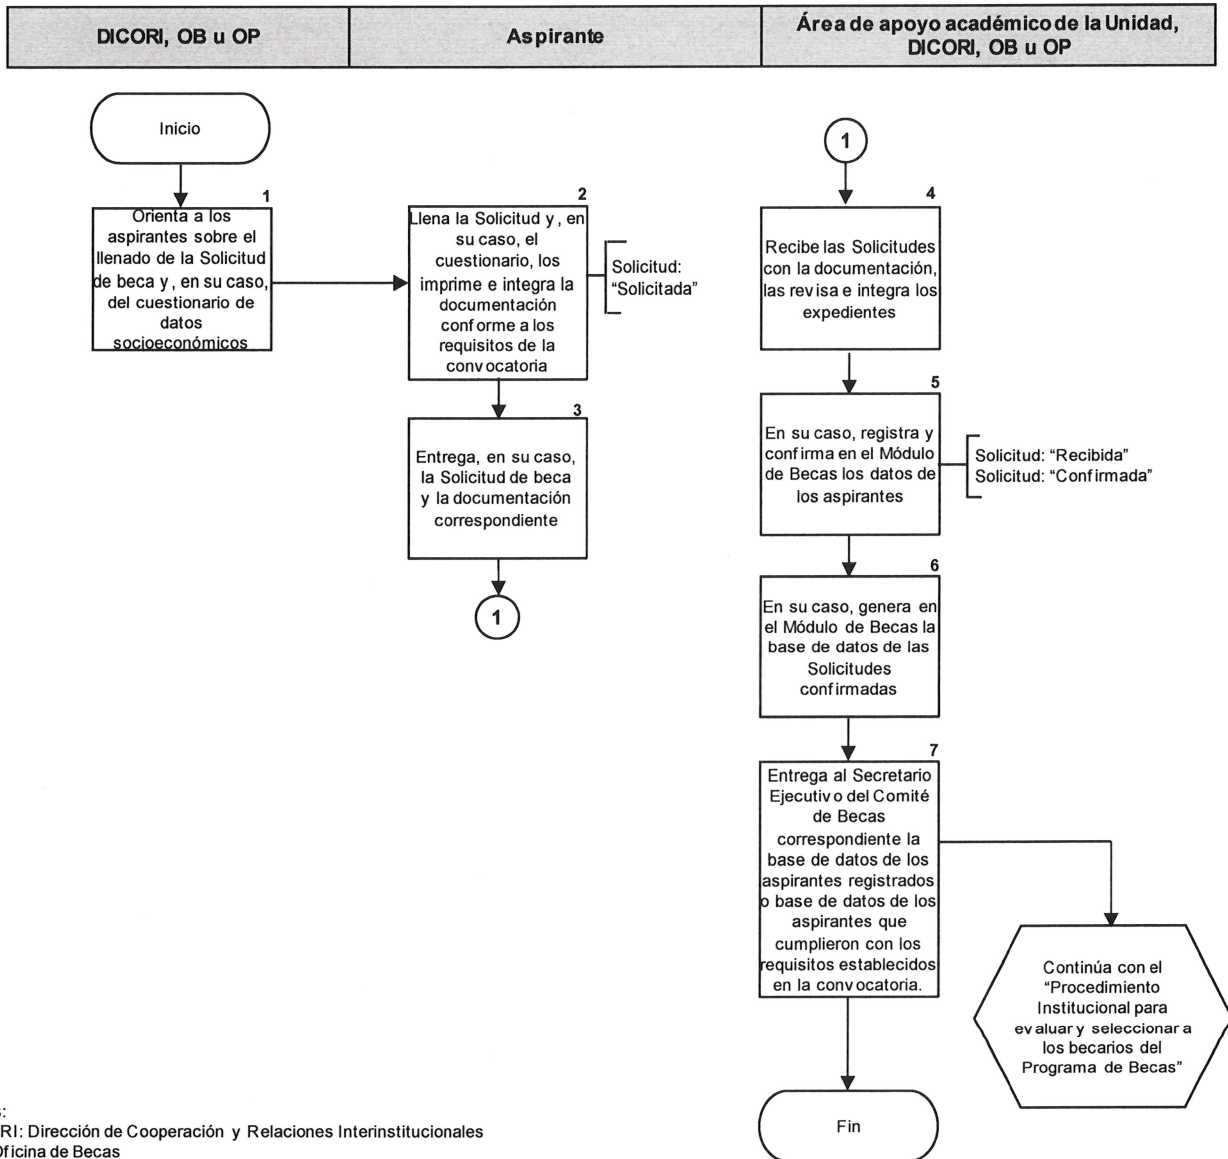 DICORI, OB u OP
Aspirante
Área de apoyo académico de la Unidad,
DICORI, OB u OP
Inicio
1
Orienta a los
aspirantes sobre el
llenado de la Solicitud
de beca y, en su caso,
del cuestionario de
datos
socioeconómicos
2
Llena la Solicitud y, en
su caso, el
cuestionario, los
imprime e integra la
documentación
conforme a los
requisitos de la
convocatoria
Solicitud:
“Solicitada”
3
Entrega, en su caso,
la Solicitud de beca
y la documentación
correspondiente
1
1
4
Recibe las Solicitudes
con la documentación,
las revisa e integra los
expedientes
5
En su caso, registra y
confirma en el Módulo
de Becas los datos de
los aspirantes
Solicitud: “Recibida”
Solicitud: “Confirmada”
6
En su caso, genera en
el Módulo de Becas la
base de datos de las
Solicitudes
confirmadas
7
Entrega al Secretario
Ejecutivo del Comité
de Becas
correspondiente la
base de datos de los
aspirantes registrados
o base de datos de los
aspirantes que
cumplieron con los
requisitos establecidos
en la convocatoria.
Continúa con el
“Procedimiento
Institucional para
evaluar y seleccionar a
los becarios del
Programa de Becas”
Fin
RI: Dirección de Cooperación y Relaciones Interinstitucionales
Oficina de Becas